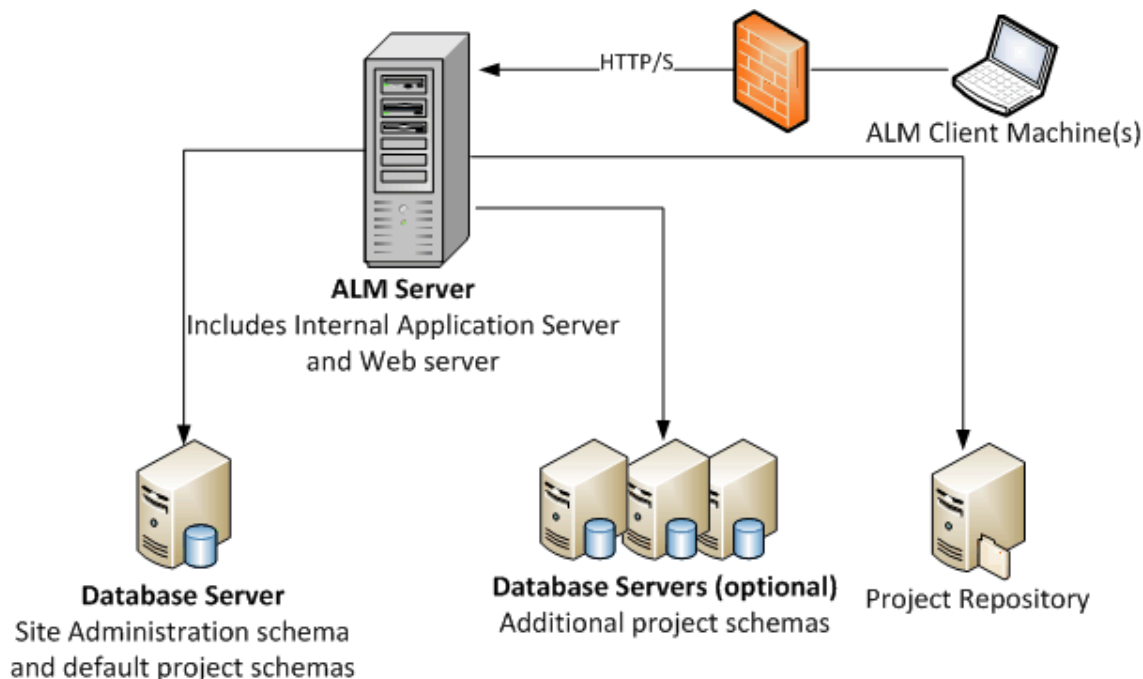 HTTP/S
ALM Client Machine(s)
ALM Server
Includes Internal Application Server
and Web server
Database Server
Site Administration schema
and default project schemas
Database Servers (optional)
Additional project schemas
Project Repository